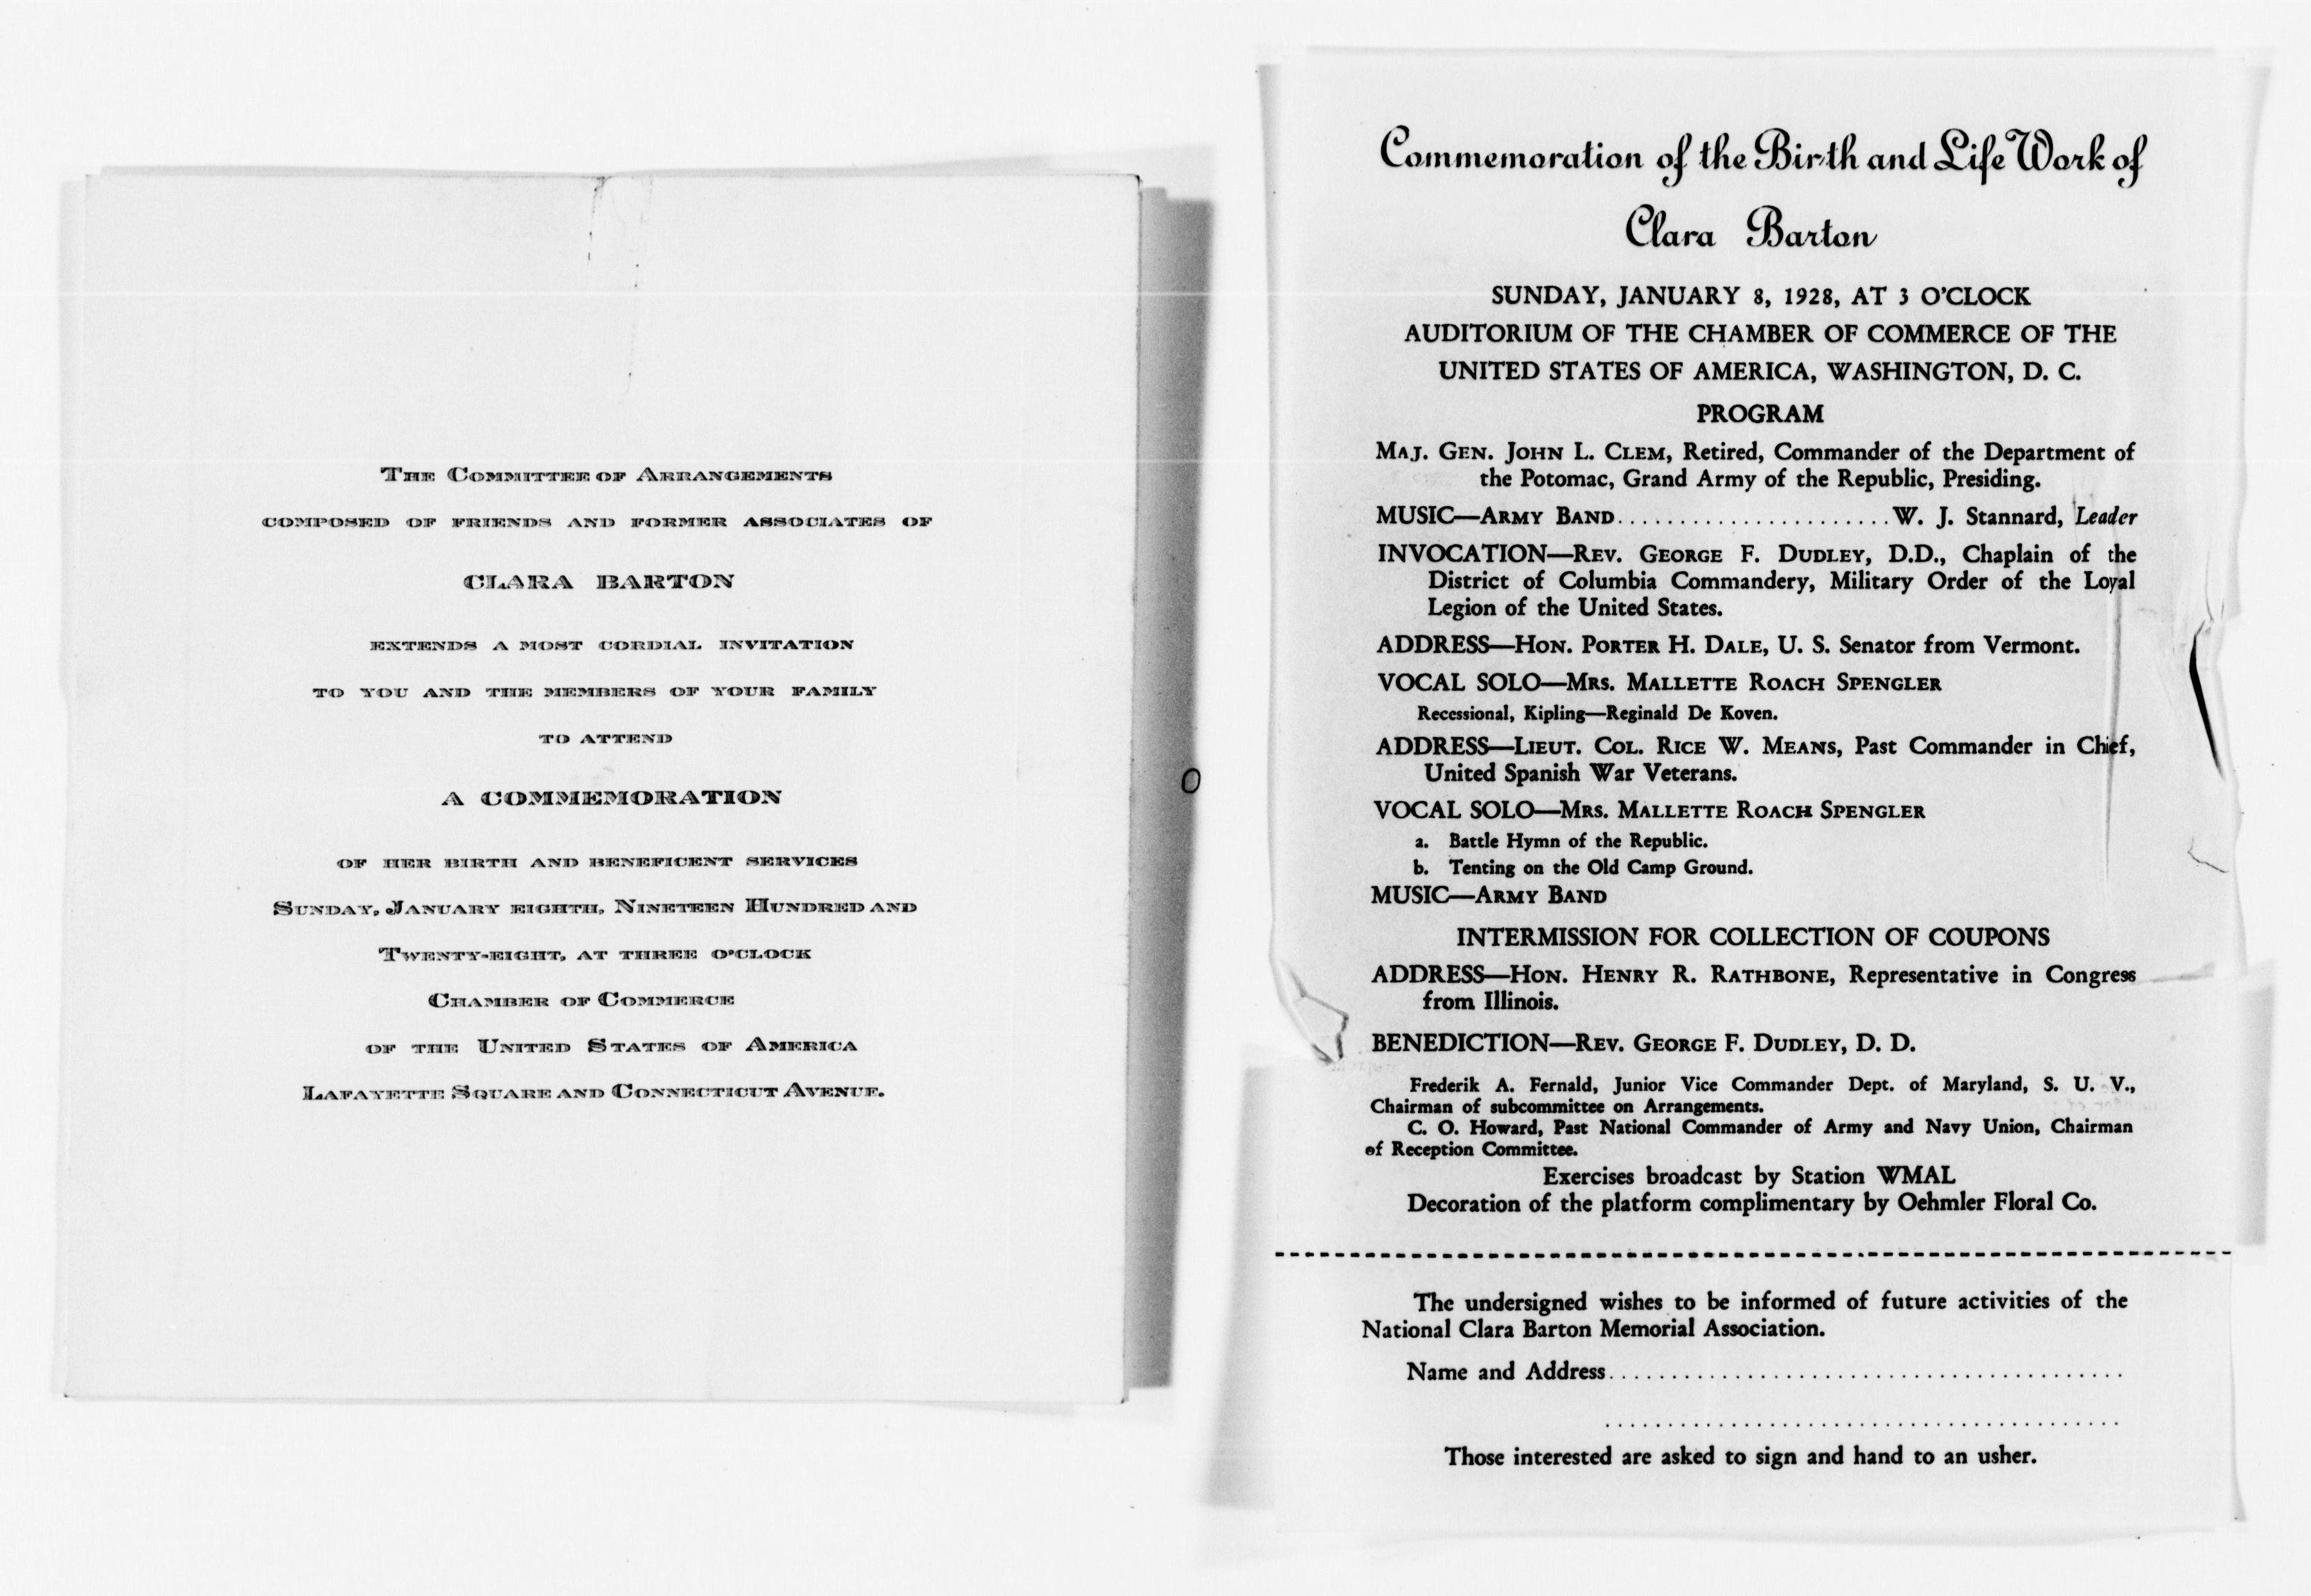 The Committee of Arrangements
composed of friends and former associates of
CLARA BARTON
extends a most cordial invitation
to you and the members of your family
to attend
A COMMEMORATION
of her birth and beneficent services
Sunday, January eighth, Nineteen Hundred and
Twenty-eight, at three o'clock
Chamber of Commerce
of the United States of America
Lafayette Square and Connecticut Avenue.
Commemoration of the Birth and Life Work of
Clara Barton
SUNDAY, JANUARY 8, 1928, AT 3 O'CLOCK
AUDITORIUM OF THE CHAMBER OF COMMERCE OF THE
UNITED STATES OF AMERICA, WASHINGTON, D. C.
PROGRAM
Maj. Gen. John L. Clem, Retired, Commander of the Department of
the Potomac, Grand Army of the Republic, Presiding.
MUSIC—Army Band......................W. J. Stannard, Leader
INVOCATION—Rev. George F. Dudley, D.D., Chaplain of the
District of Columbia Commandery, Military Order of the Loyal
Legion of the United States.
ADDRESS—Hon. Porter H. Dale, U. S. Senator from Vermont.
VOCAL SOLO—Mrs. Mallette Roach Spengler
Recessional, Kipling—Reginald De Koven.
ADDRESS—Lieut. Col. Rice W. Means, Past Commander in Chief,
United Spanish War Veterans.
VOCAL SOLO—Mrs. Mallette Roach Spengler
a. Battle Hymn of the Republic.
b. Tenting on the Old Camp Ground.
MUSIC—Army Band
INTERMISSION FOR COLLECTION OF COUPONS
ADDRESS—Hon. Henry R. Rathbone, Representative in Congress
from Illinois.
BENEDICTION—Rev. George F. Dudley, D. D.
Frederik A. Fernald, Junior Vice Commander Dept. of Maryland, S. U. V.,
Chairman of subcommittee on Arrangements.
C. O. Howard, Past National Commander of Army and Navy Union, Chairman
of Reception Committee.
Exercises broadcast by Station WMAL
Decoration of the platform complimentary by Oehmler Floral Co.
The undersigned wishes to be informed of future activities of the
National Clara Barton Memorial Association.
Name and Address.........................................
.........................................
Those interested are asked to sign and hand to an usher.